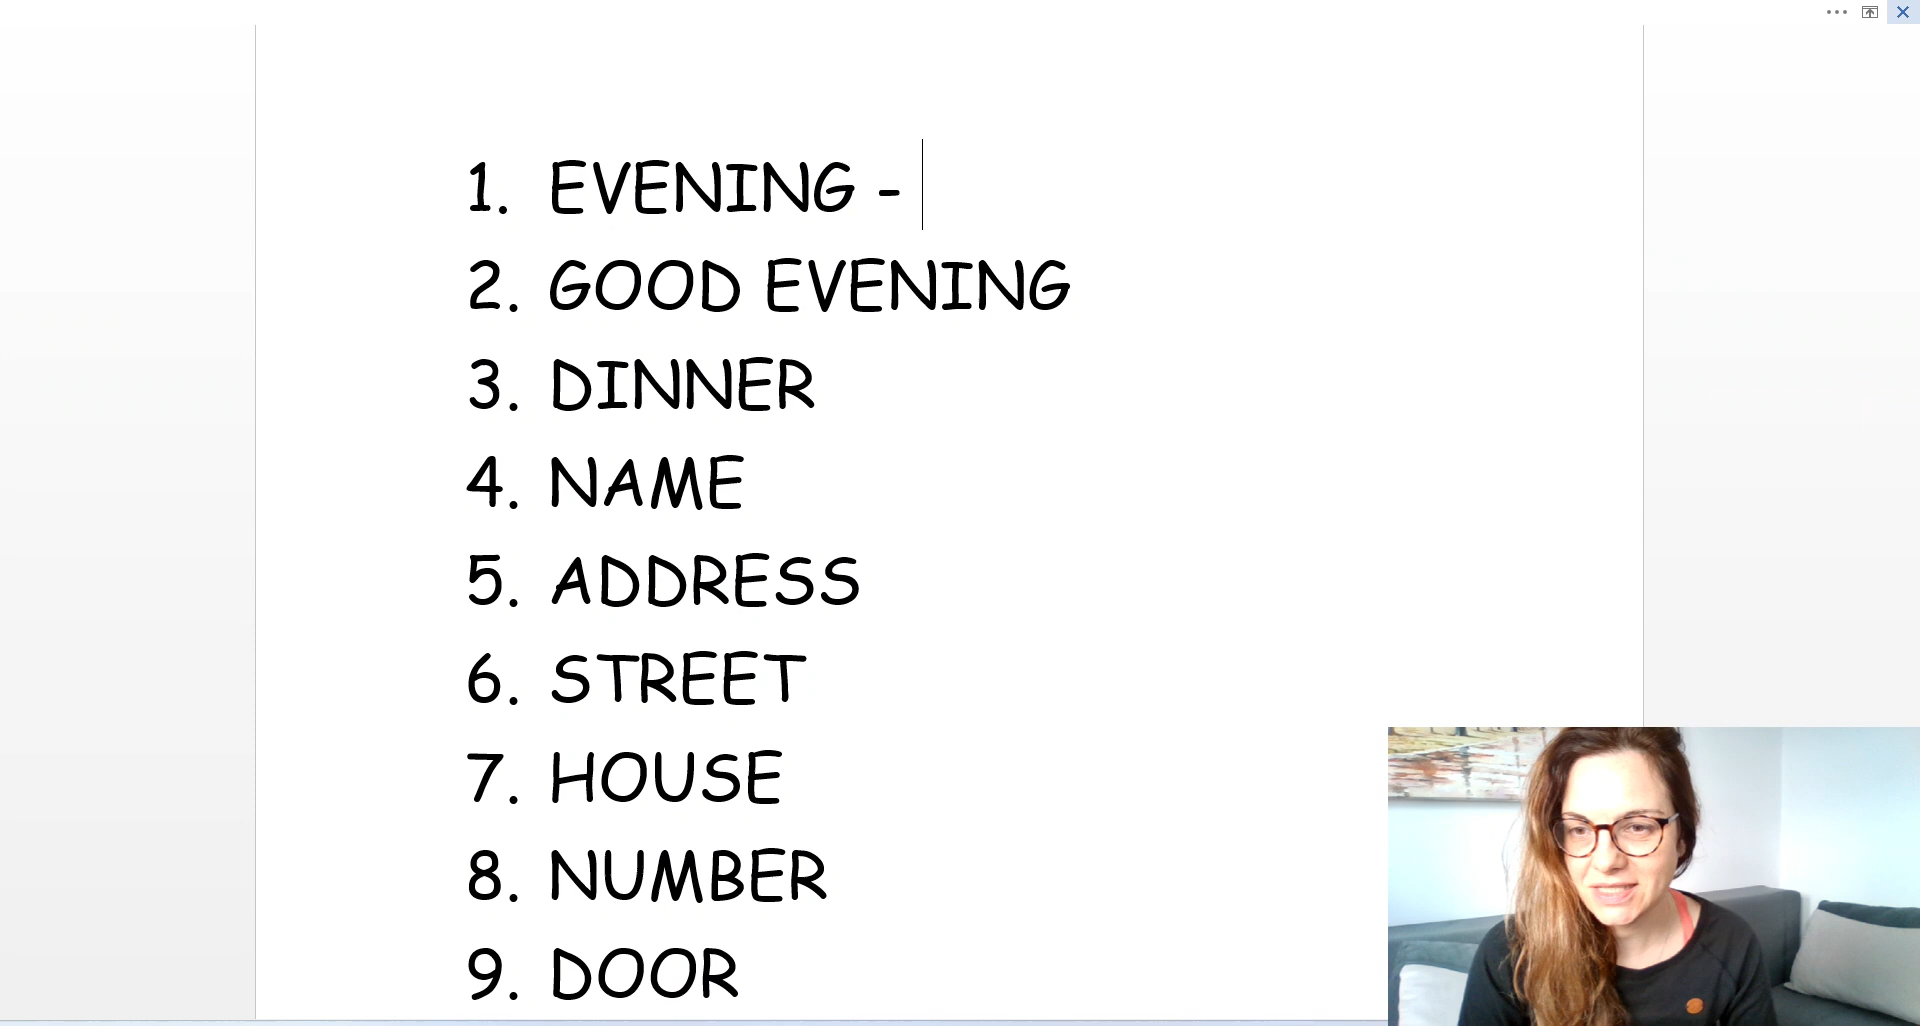 1. EVENING -
2. GOOD EVENING
3. DINNER
4. NAME
5. ADDRESS
6. STREET
7. HOUSE
8. NUMBER
9. DOOR